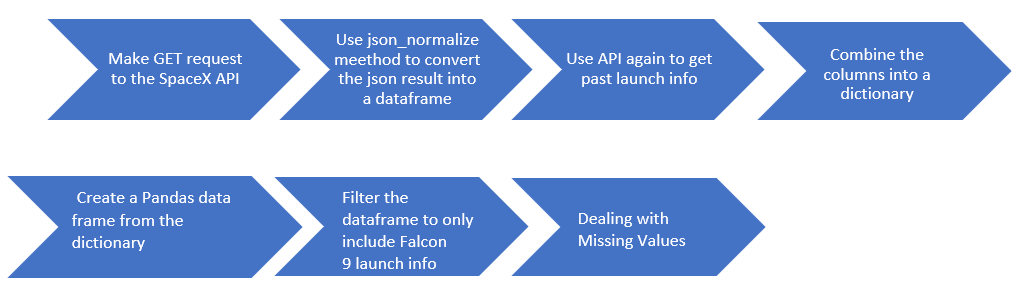 Make GET request
to the SpaceX API
Use json_normalize
meethod to convert
the json result into
a dataframe
Use API again to get
past launch info
Combine the
columns into a
dictionary
Create a Pandas data
frame from the
dictionary
Filter the
dataframe to only
include Falcon
9 launch info
Dealing with
Missing Values